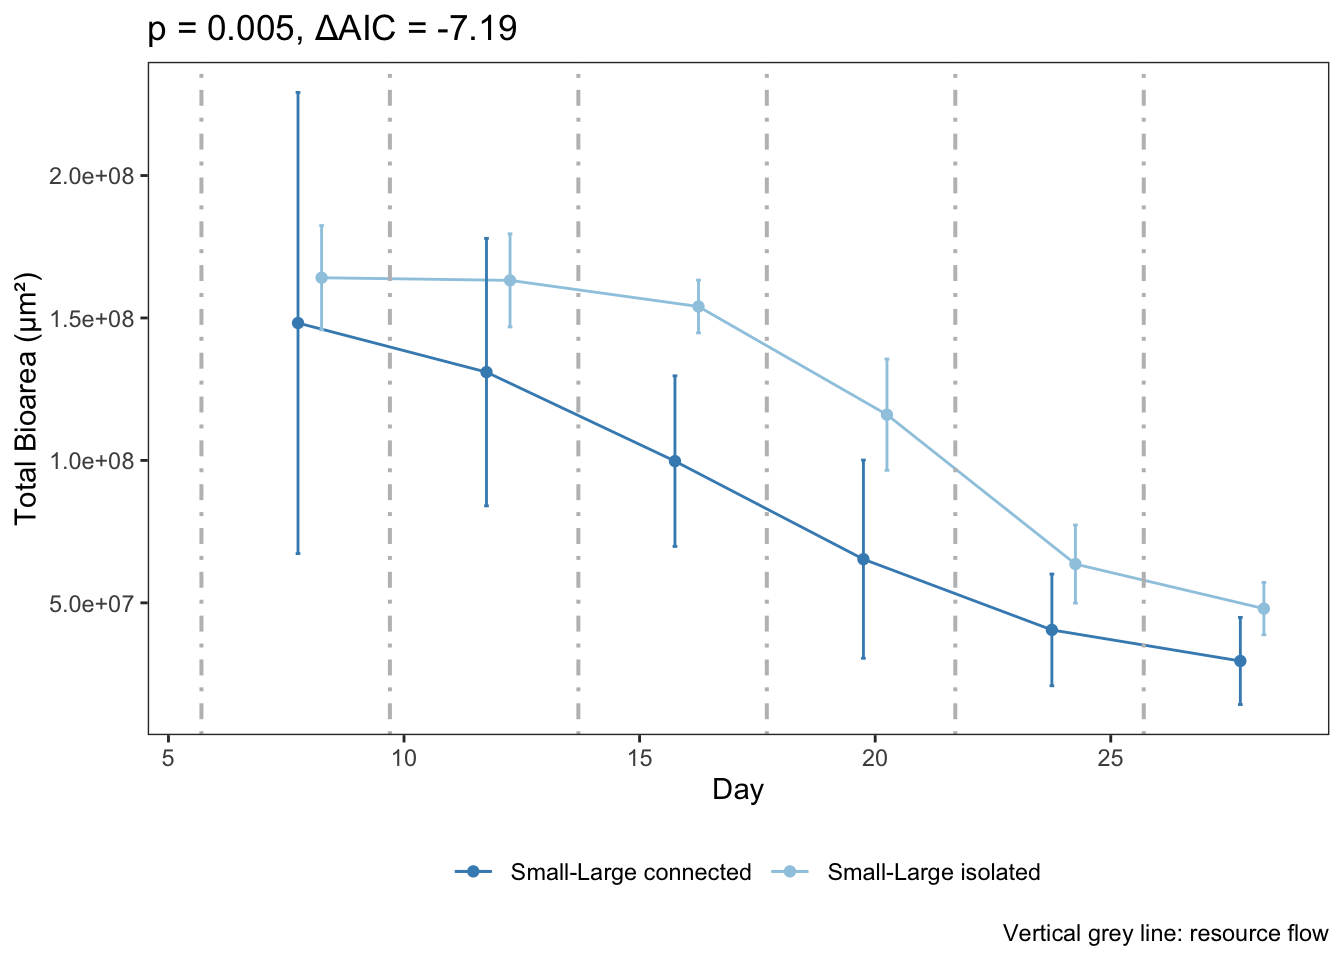 p = 0.005, ΔAIC = -7.19
Total Bioarea (µm²)
2.0e+08
1.5e+08
1.0e+08
5.0e+07
5 10 15 20 25
Day
Small-Large connected Small-Large isolated
Vertical grey line: resource flow